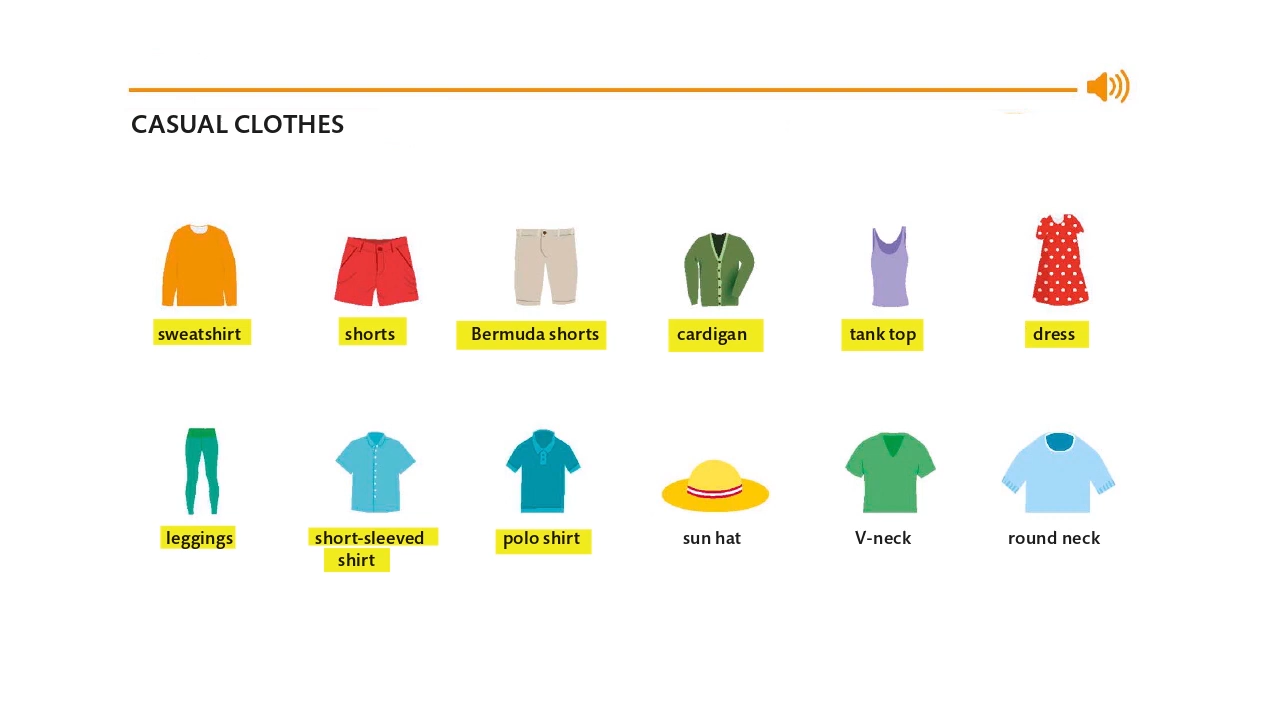 CASUAL CLOTHES
sweatshirt
shorts
Bermuda shorts
cardigan
tank top
dress
leggings
short-sleeved
shirt
polo shirt
sun hat
V-neck
round neck